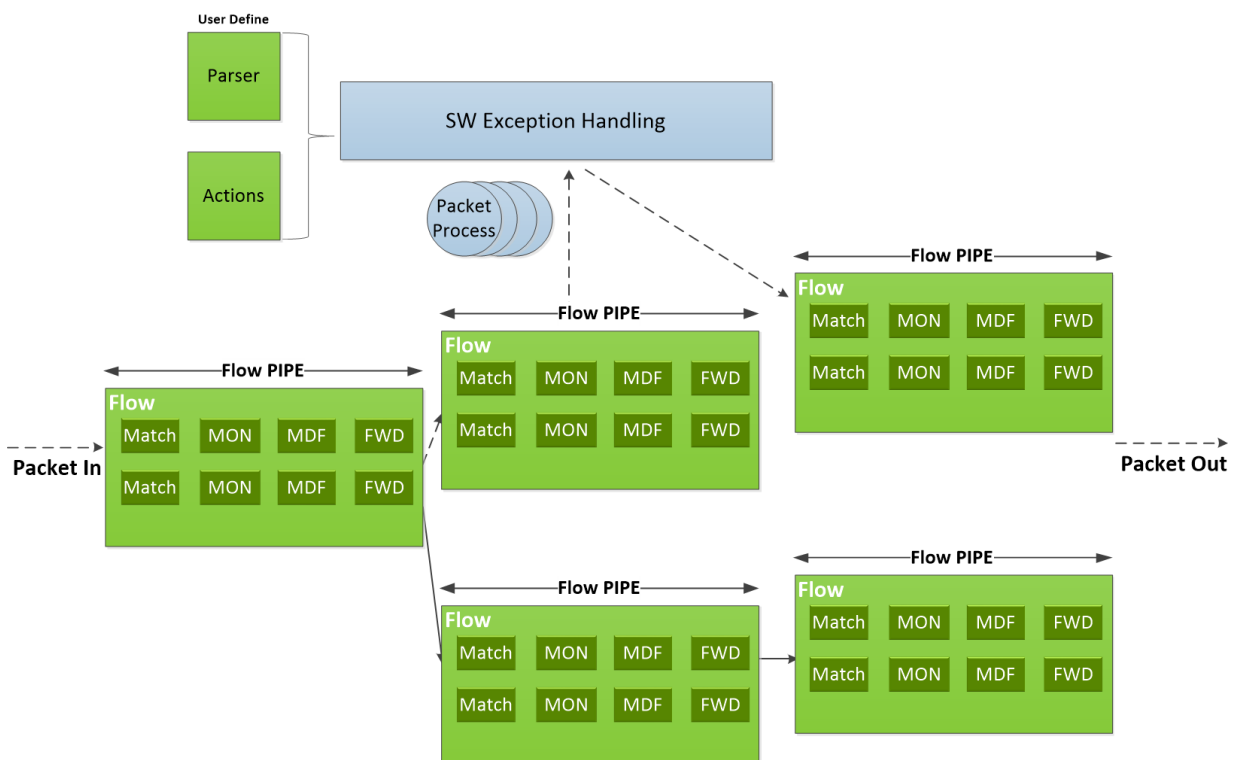 User Define
Parser
Actions
SW Exception Handling
Packet
Process
Flow PIPE
Flow
Match MON MDF FWD
Match MON MDF FWD
Flow PIPE
Flow
Match MON MDF FWD
Match MON MDF FWD
Flow PIPE
Flow
Match MON MDF FWD
Match MON MDF FWD
Packet In
Packet Out
Flow PIPE
Flow
Match MON MDF FWD
Match MON MDF FWD
Flow PIPE
Flow
Match MON MDF FWD
Match MON MDF FWD